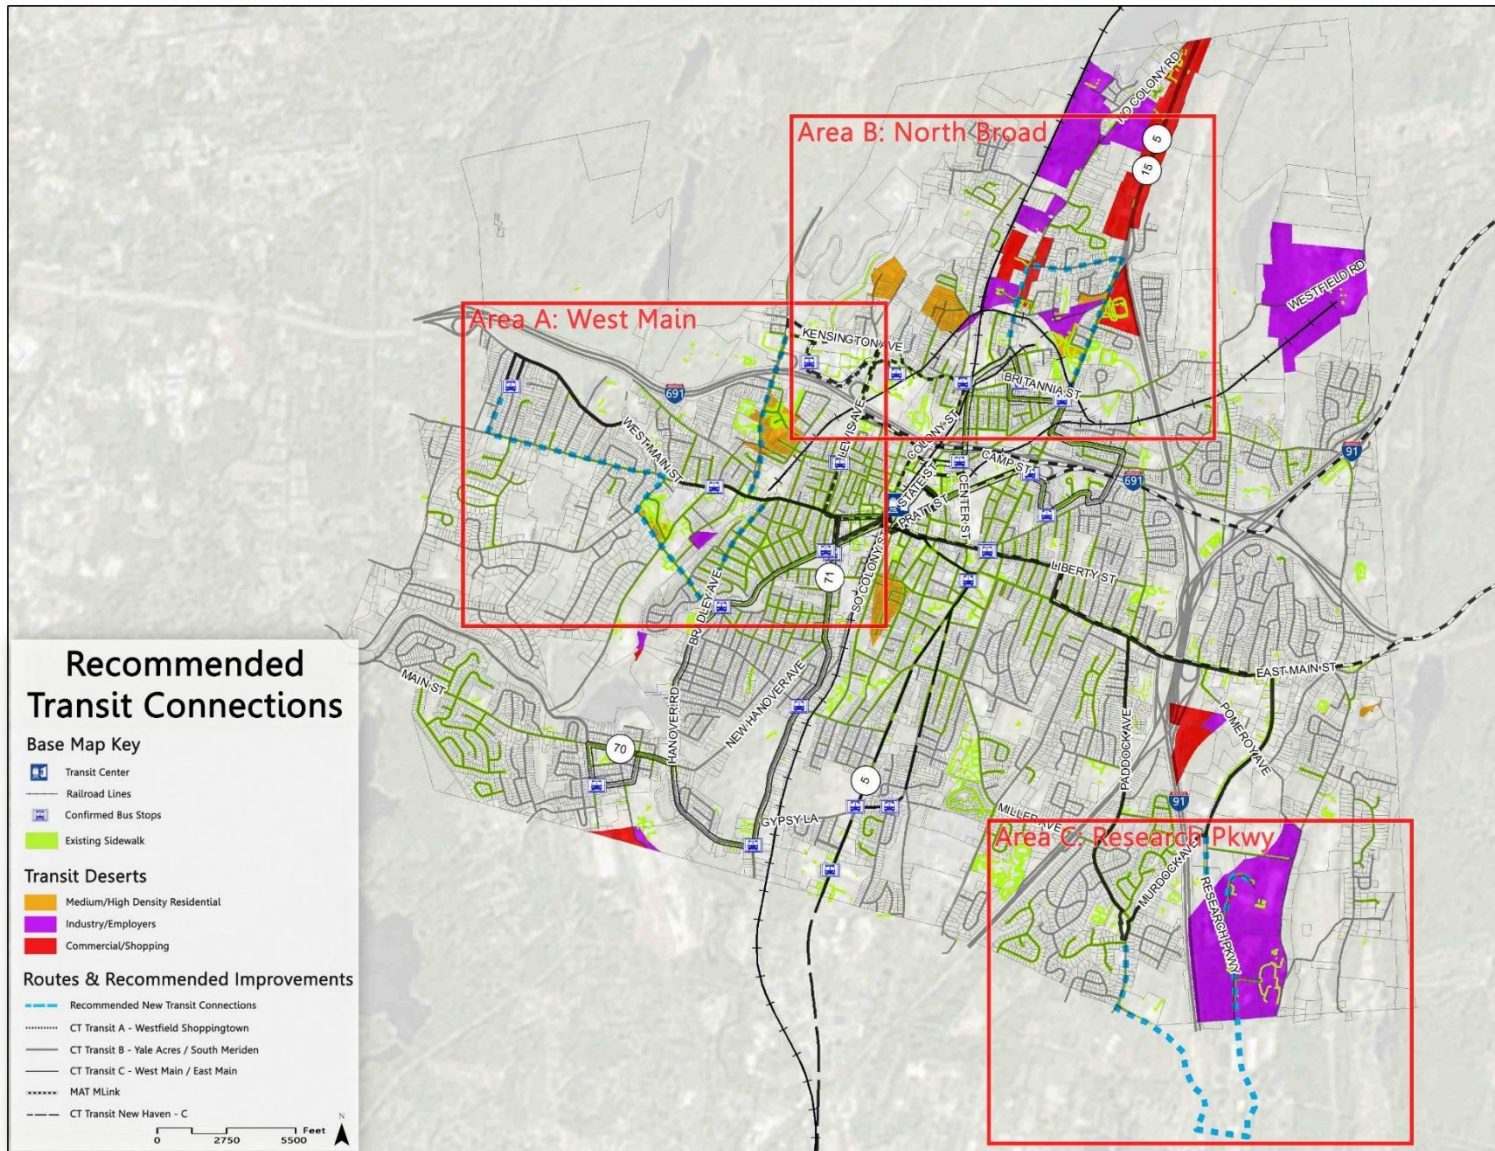 NO COLONY RD
5
15
Area B: North Broad
WESTFIELD RD
Area A: West Main
KENSINGTON AVE
BRITANNIA ST
691
LEWIS AVE
COLONY ST
WEST MAIN ST
CAMP ST
CENTER ST
STATE ST
PRATT ST
691
91
LIBERTY ST
71
SO COLONY ST
BRADLEY AVE
EAST MAIN ST
MAIN ST
HANOVER RD
NEW HANOVER AVE
PADDOCK AVE
POMEROY AVE
70
5
91
GYPSY LA
MILLER AVE
Area C: Research Pkwy
MURDOCK AVE
RESEARCH PKWY
Recommended
Transit Connections
Base Map Key
Transit Center
Railroad Lines
Confirmed Bus Stops
Existing Sidewalk
Transit Deserts
Medium/High Density Residential
Industry/Employers
Commercial/Shopping
Routes & Recommended Improvements
Recommended New Transit Connections
CT Transit A - Westfield Shoppingtown
CT Transit B - Yale Acres / South Meriden
CT Transit C - West Main / East Main
MAT MLink
CT Transit New Haven - C
N
Feet
0 2750 5500